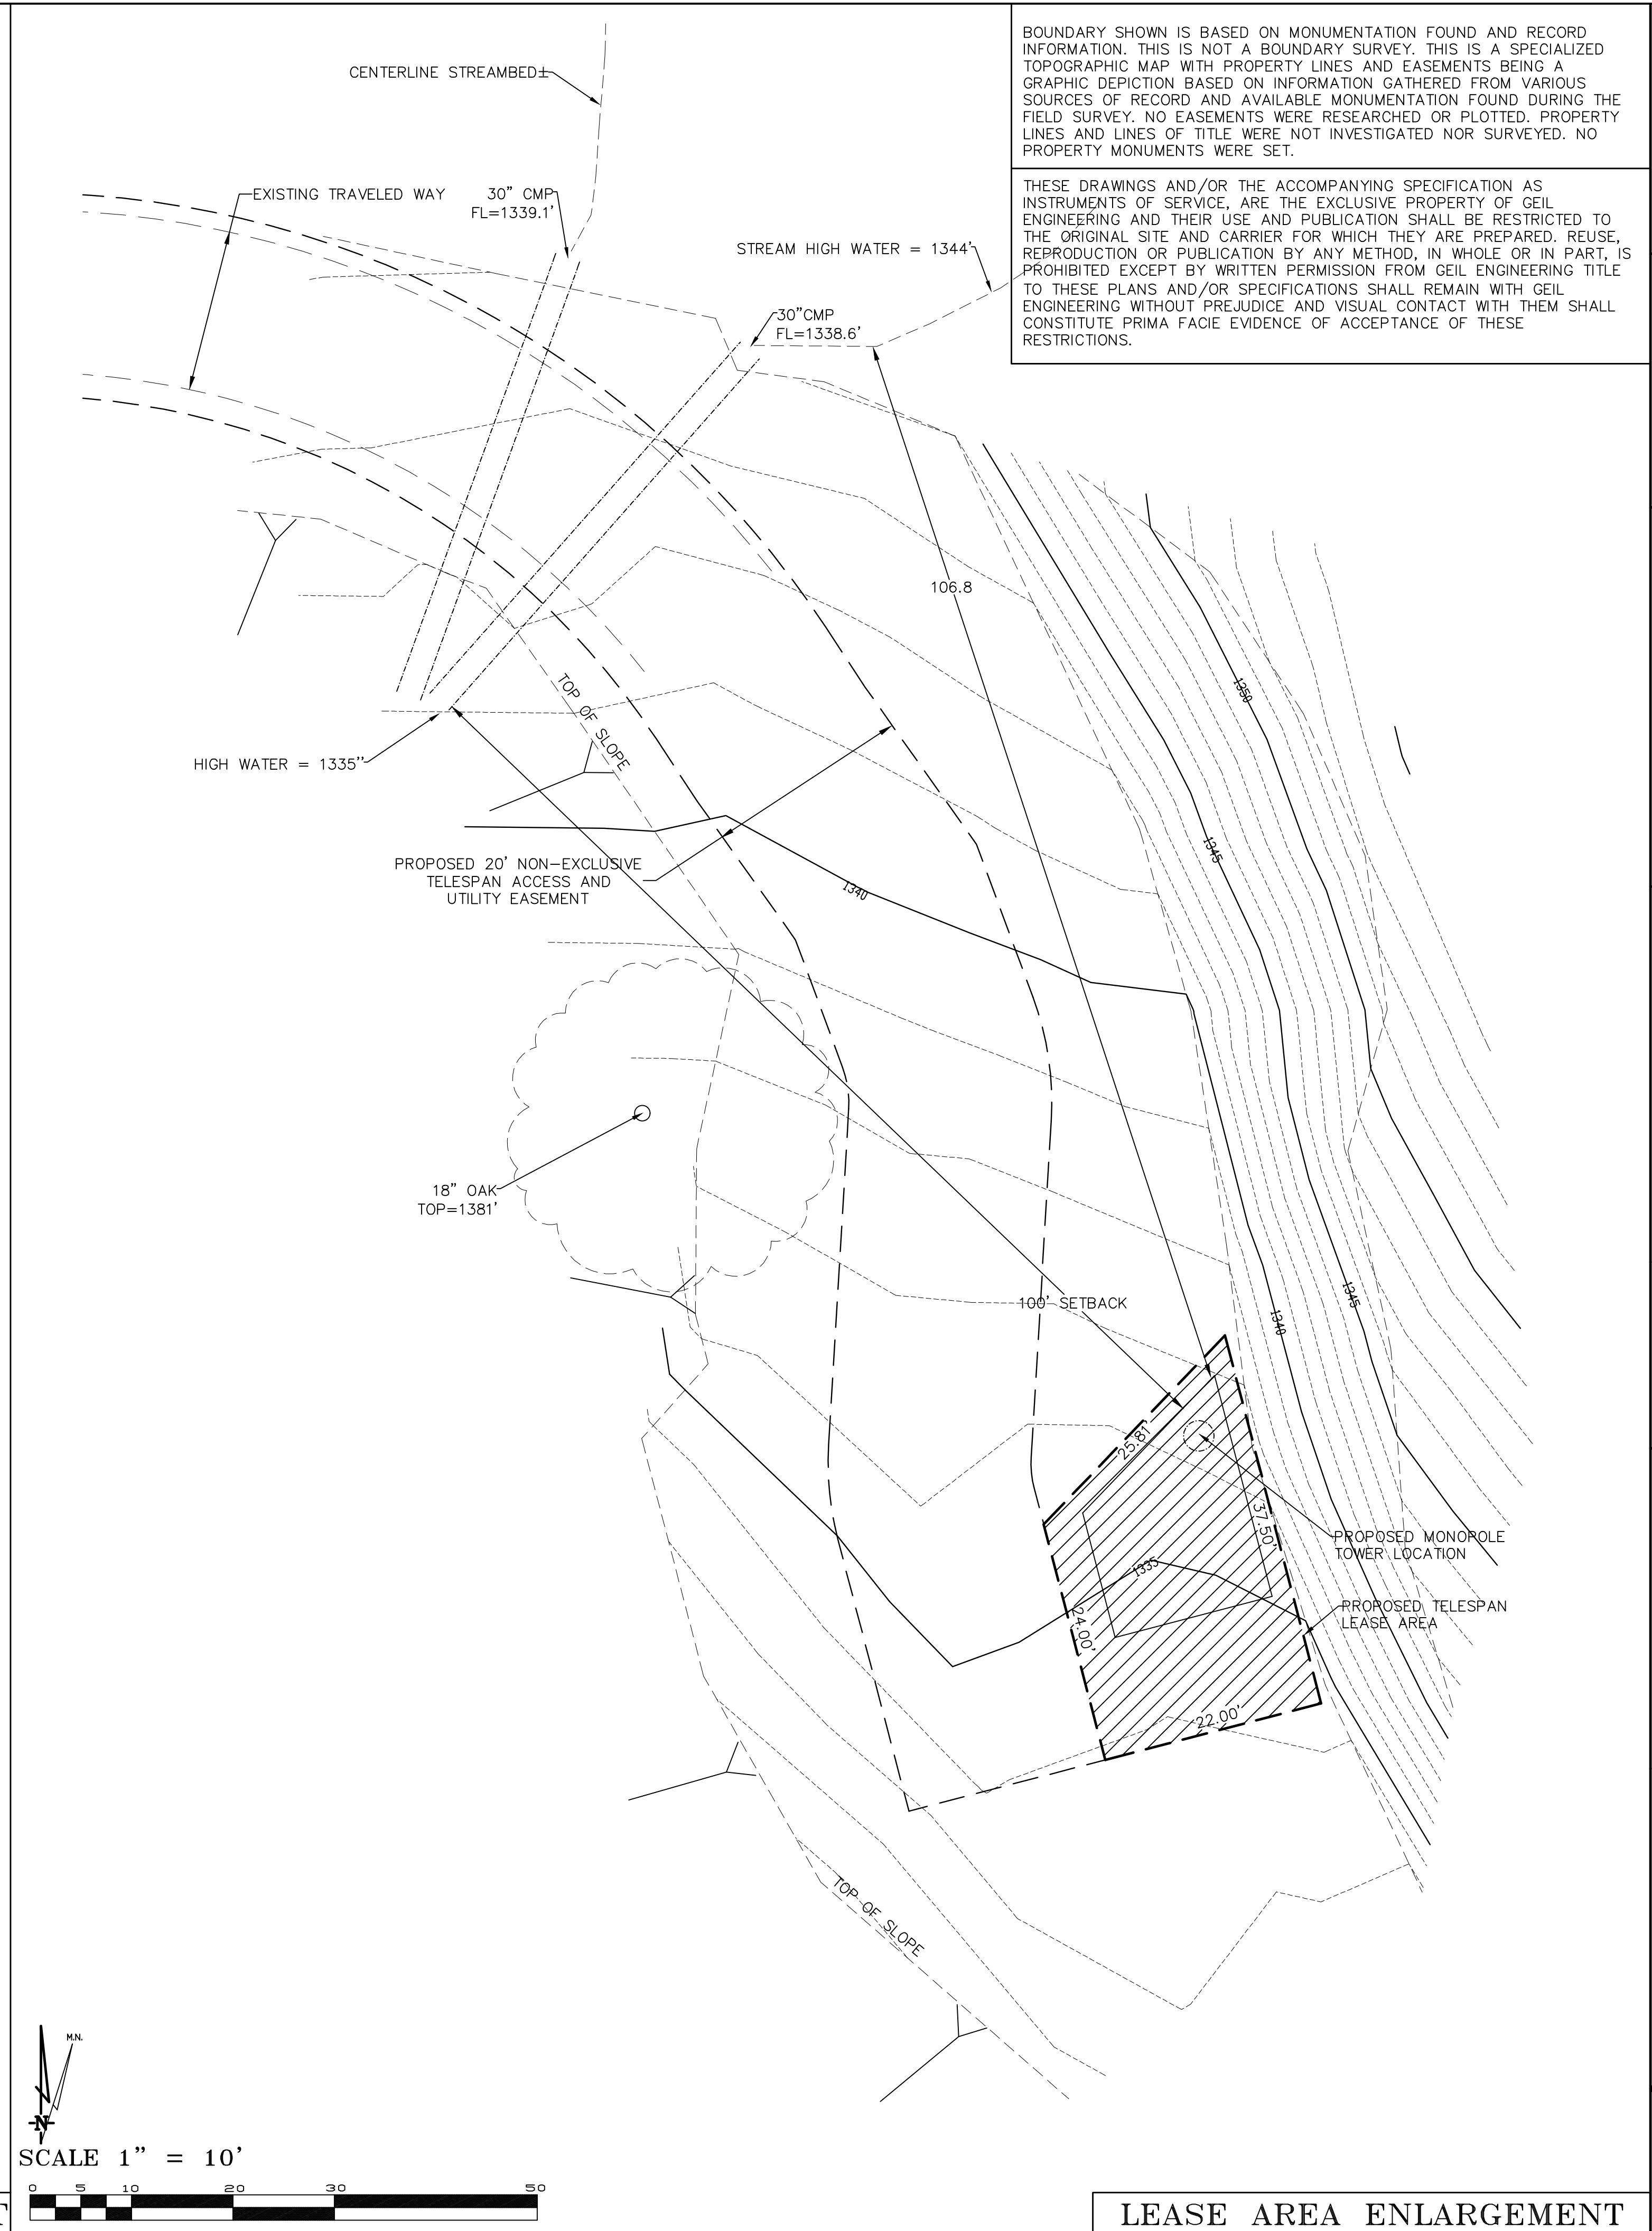 BOUNDARY SHOWN IS BASED ON MONUMENTATION FOUND AND RECORD
INFORMATION. THIS IS NOT A BOUNDARY SURVEY. THIS IS A SPECIALIZED
TOPOGRAPHIC MAP WITH PROPERTY LINES AND EASEMENTS BEING A
GRAPHIC DEPICTION BASED ON INFORMATION GATHERED FROM VARIOUS
SOURCES OF RECORD AND AVAILABLE MONUMENTATION FOUND DURING THE
FIELD SURVEY. NO EASEMENTS WERE RESEARCHED OR PLOTTED. PROPERTY
LINES AND LINES OF TITLE WERE NOT INVESTIGATED NOR SURVEYED. NO
PROPERTY MONUMENTS WERE SET.
THESE DRAWINGS AND/OR THE ACCOMPANYING SPECIFICATION AS
INSTRUMENTS OF SERVICE, ARE THE EXCLUSIVE PROPERTY OF GEIL
ENGINEERING AND THEIR USE AND PUBLICATION SHALL BE RESTRICTED TO
THE ORIGINAL SITE AND CARRIER FOR WHICH THEY ARE PREPARED. REUSE,
REPRODUCTION OR PUBLICATION BY ANY METHOD, IN WHOLE OR IN PART, IS
PROHIBITED EXCEPT BY WRITTEN PERMISSION FROM GEIL ENGINEERING TITLE
TO THESE PLANS AND/OR SPECIFICATIONS SHALL REMAIN WITH GEIL
ENGINEERING WITHOUT PREJUDICE AND VISUAL CONTACT WITH THEM SHALL
CONSTITUTE PRIMA FACIE EVIDENCE OF ACCEPTANCE OF THESE
RESTRICTIONS.
CENTERLINE STREAMBED±
EXISTING TRAVELED WAY
30" CMP
FL=1339.1'
STREAM HIGH WATER = 1344'
30"CMP
FL=1338.6'
106.8
TOP OF SLOPE
1350
HIGH WATER = 1335"
1345
PROPOSED 20' NON-EXCLUSIVE
TELESPAN ACCESS AND
UTILITY EASEMENT
1340
18" OAK
TOP=1381'
100' SETBACK
1340
1345
25.81'
37.50'
PROPOSED MONOPOLE
TOWER LOCATION
1335
24.00'
PROPOSED TELESPAN
LEASE AREA
22.00'
TOP OF SLOPE
M.N.
N
SCALE 1" = 10'
0 5 10 20 30 50
LEASE AREA ENLARGEMENT